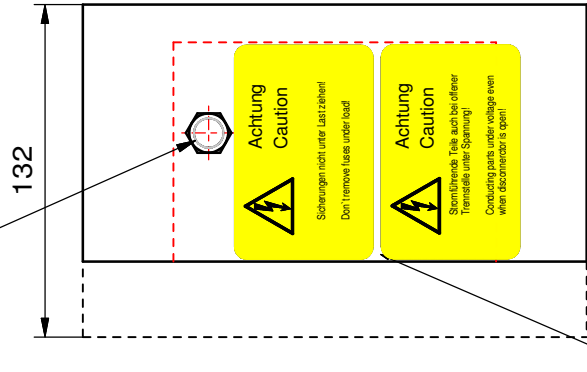 132
Achtung
Caution
Sicherungen nicht unter Last ziehen!
Don't remove fuses under load!
Achtung
Caution
Stromführende Teile auch bei offener
Trennstelle unter Spannung!
Conducting parts under voltage even
when disconnerctor is open!